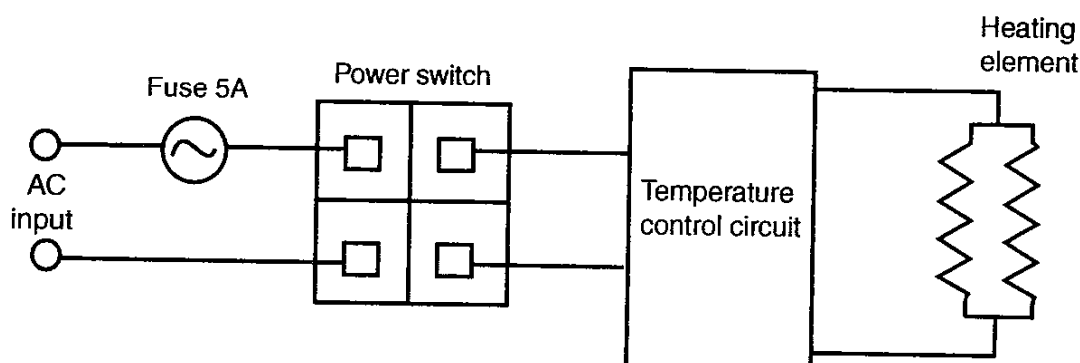 Heating
element
Power switch
Fuse 5A
AC
input
Temperature
control circuit